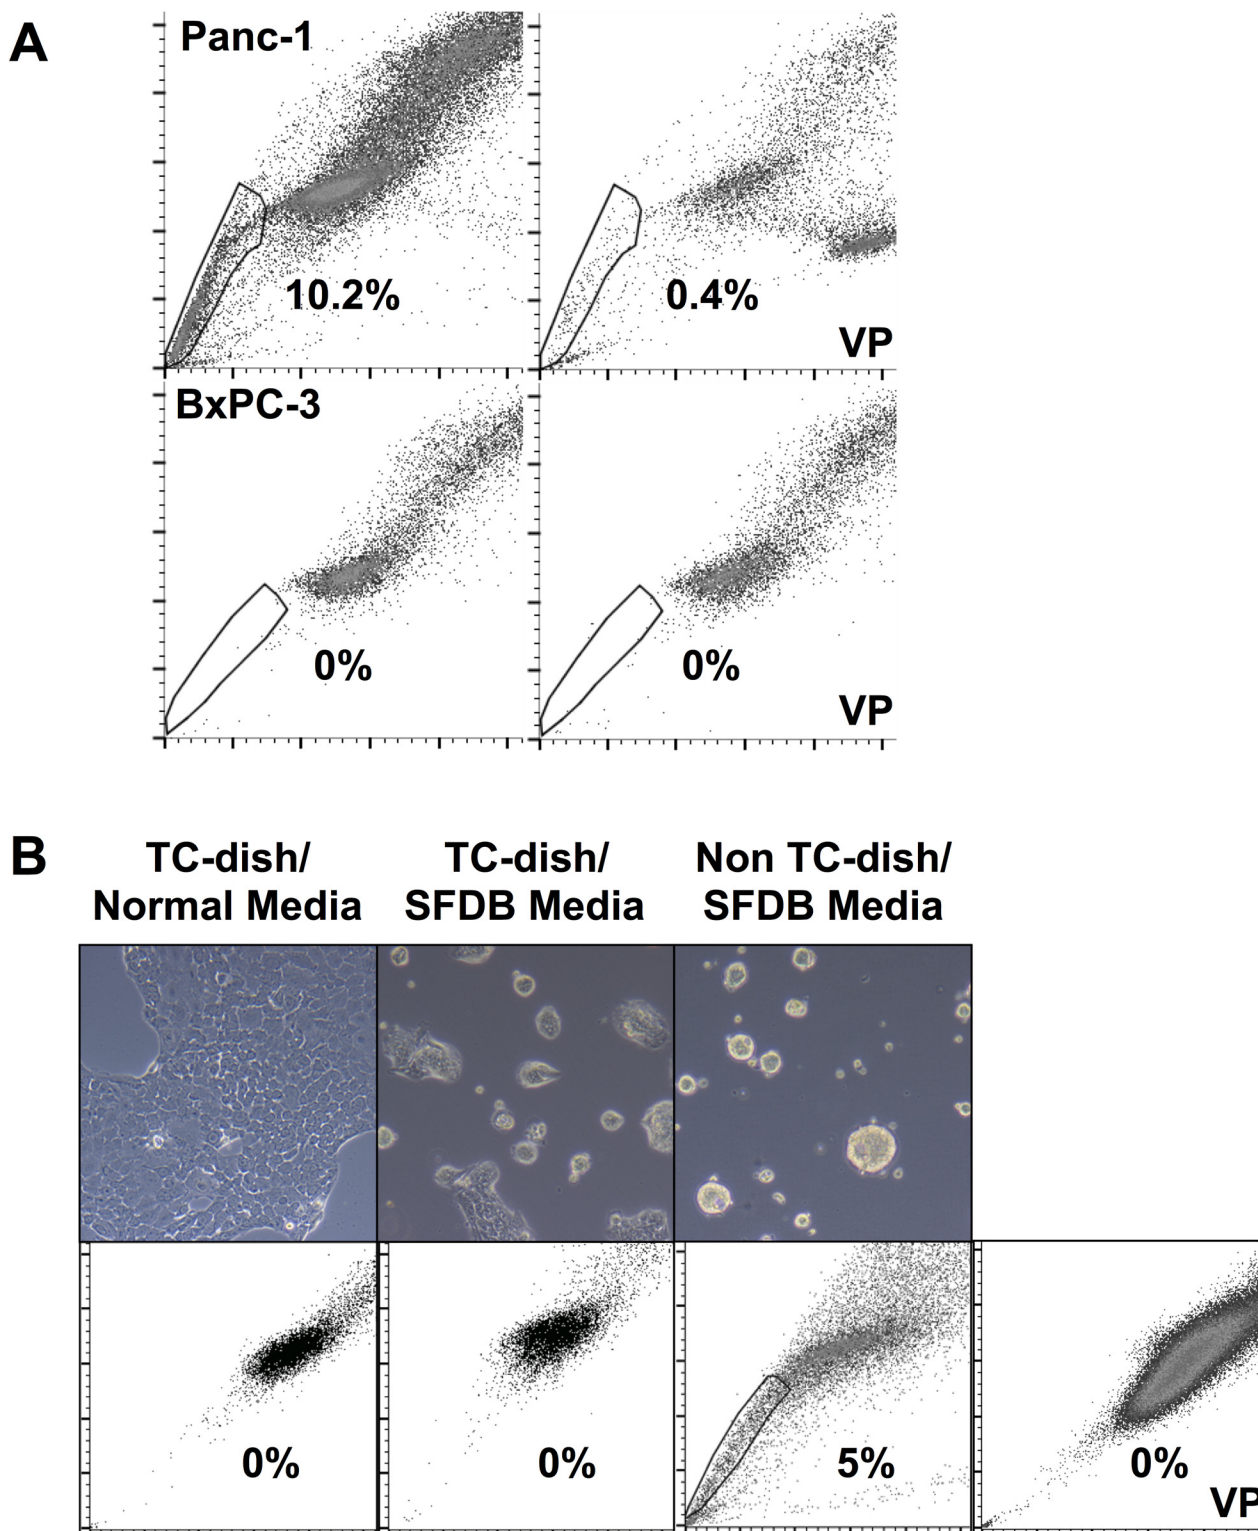 A
Panc-1
10.2%
0.4%
VP
BxPC-3
0%
0%
VP
B
TC-dish/
Normal Media
TC-dish/
SFDB Media
Non TC-dish/
SFDB Media
0%
0%
5%
0%
VP